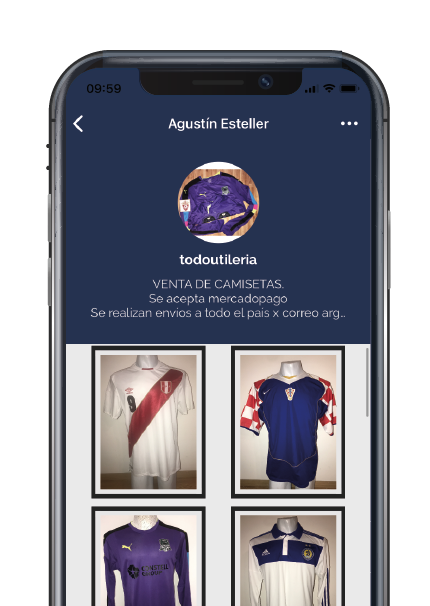 09:59
Agustín Esteller
todoutileria
VENTA DE CAMISETAS.
Se acepta mercadopago
Se realizan envios a todo el pais x correo arg...